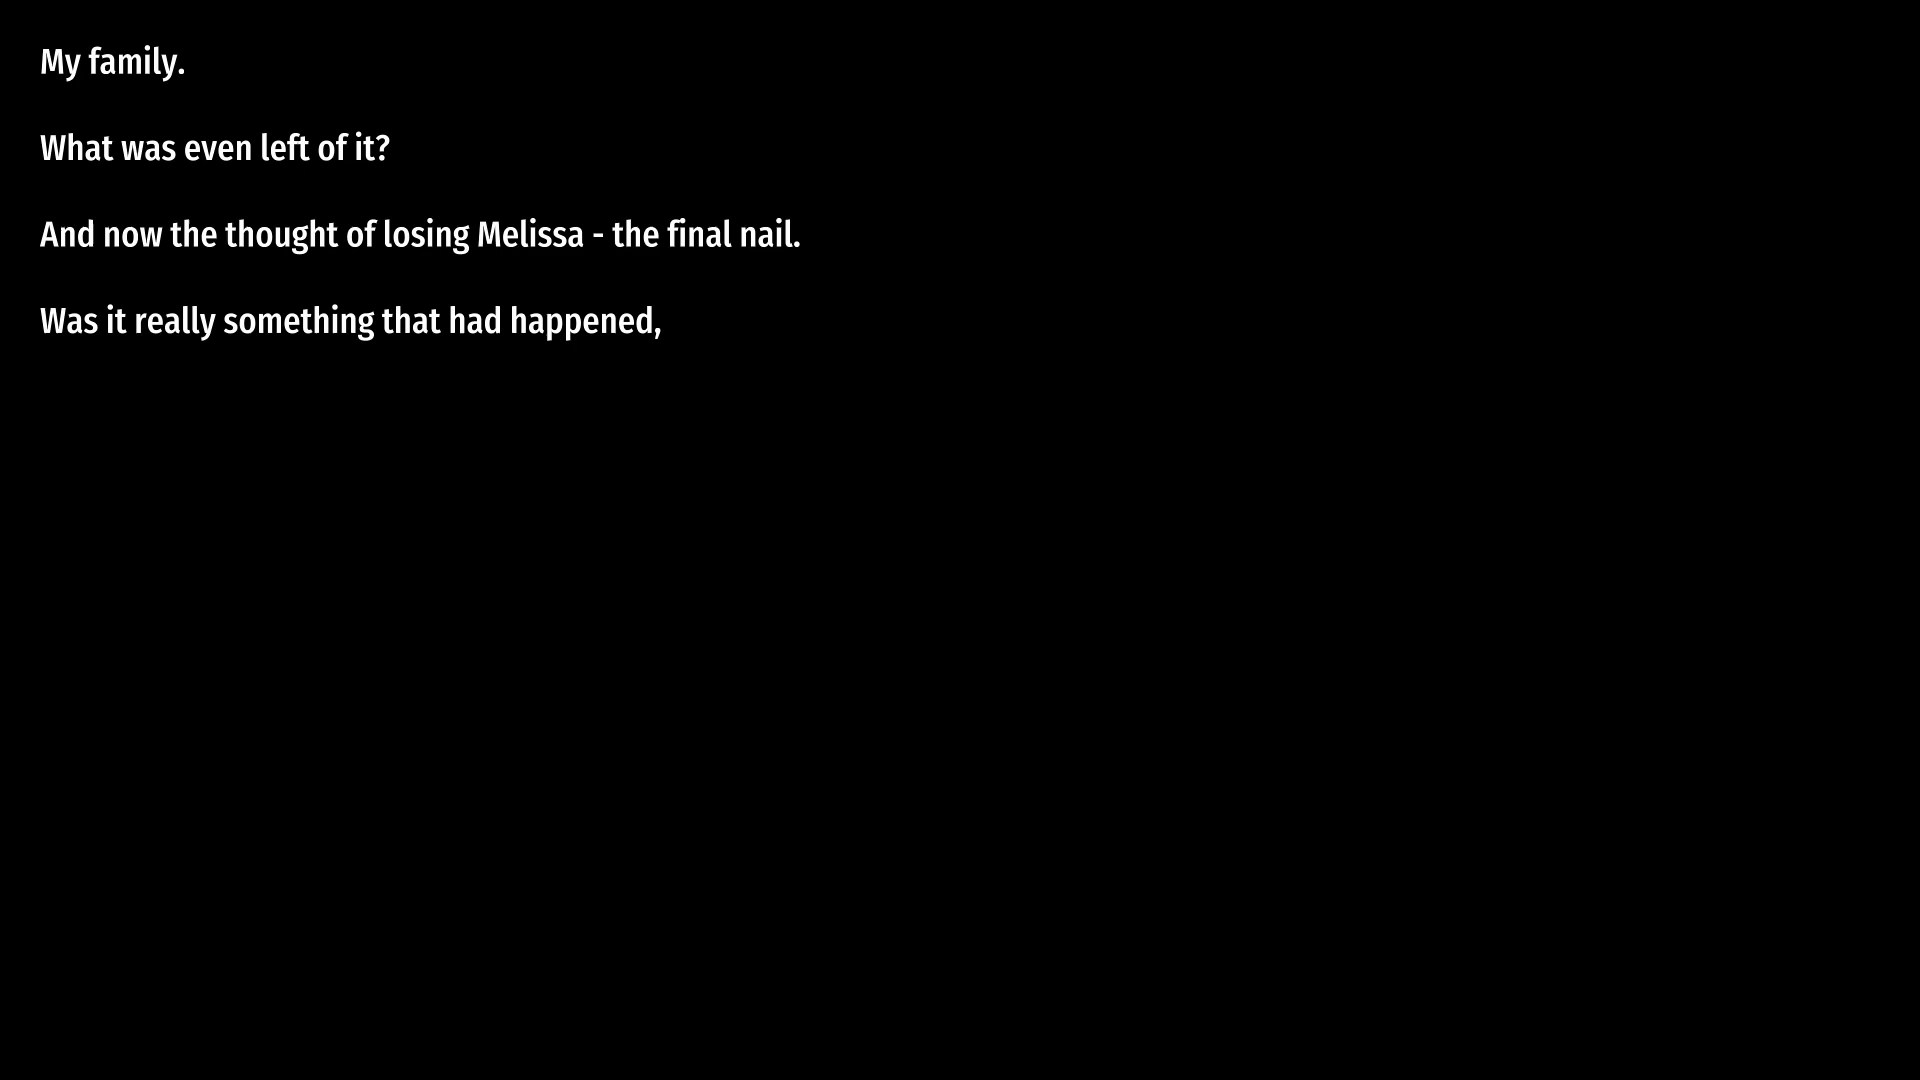 My family.
What was even left of it?
And now the thought of losing Melissa - the final nail.
Was it really something that had happened,